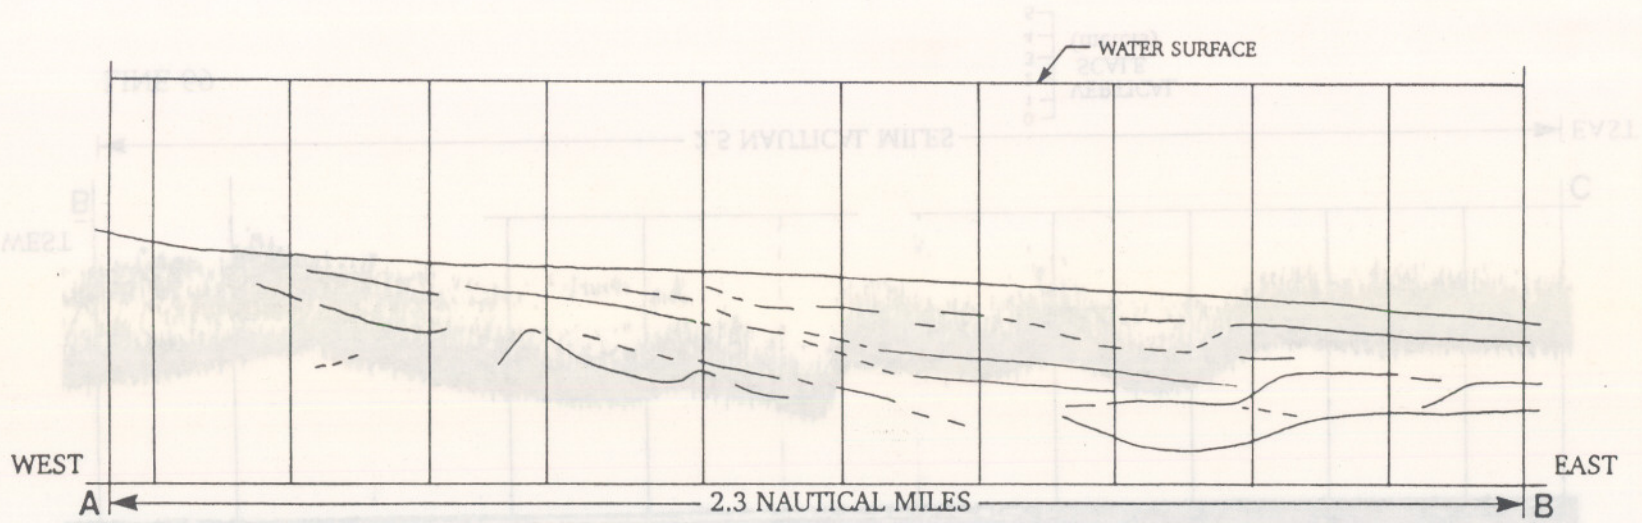 WATER SURFACE
WEST
EAST
A
2.3 NAUTICAL MILES
B